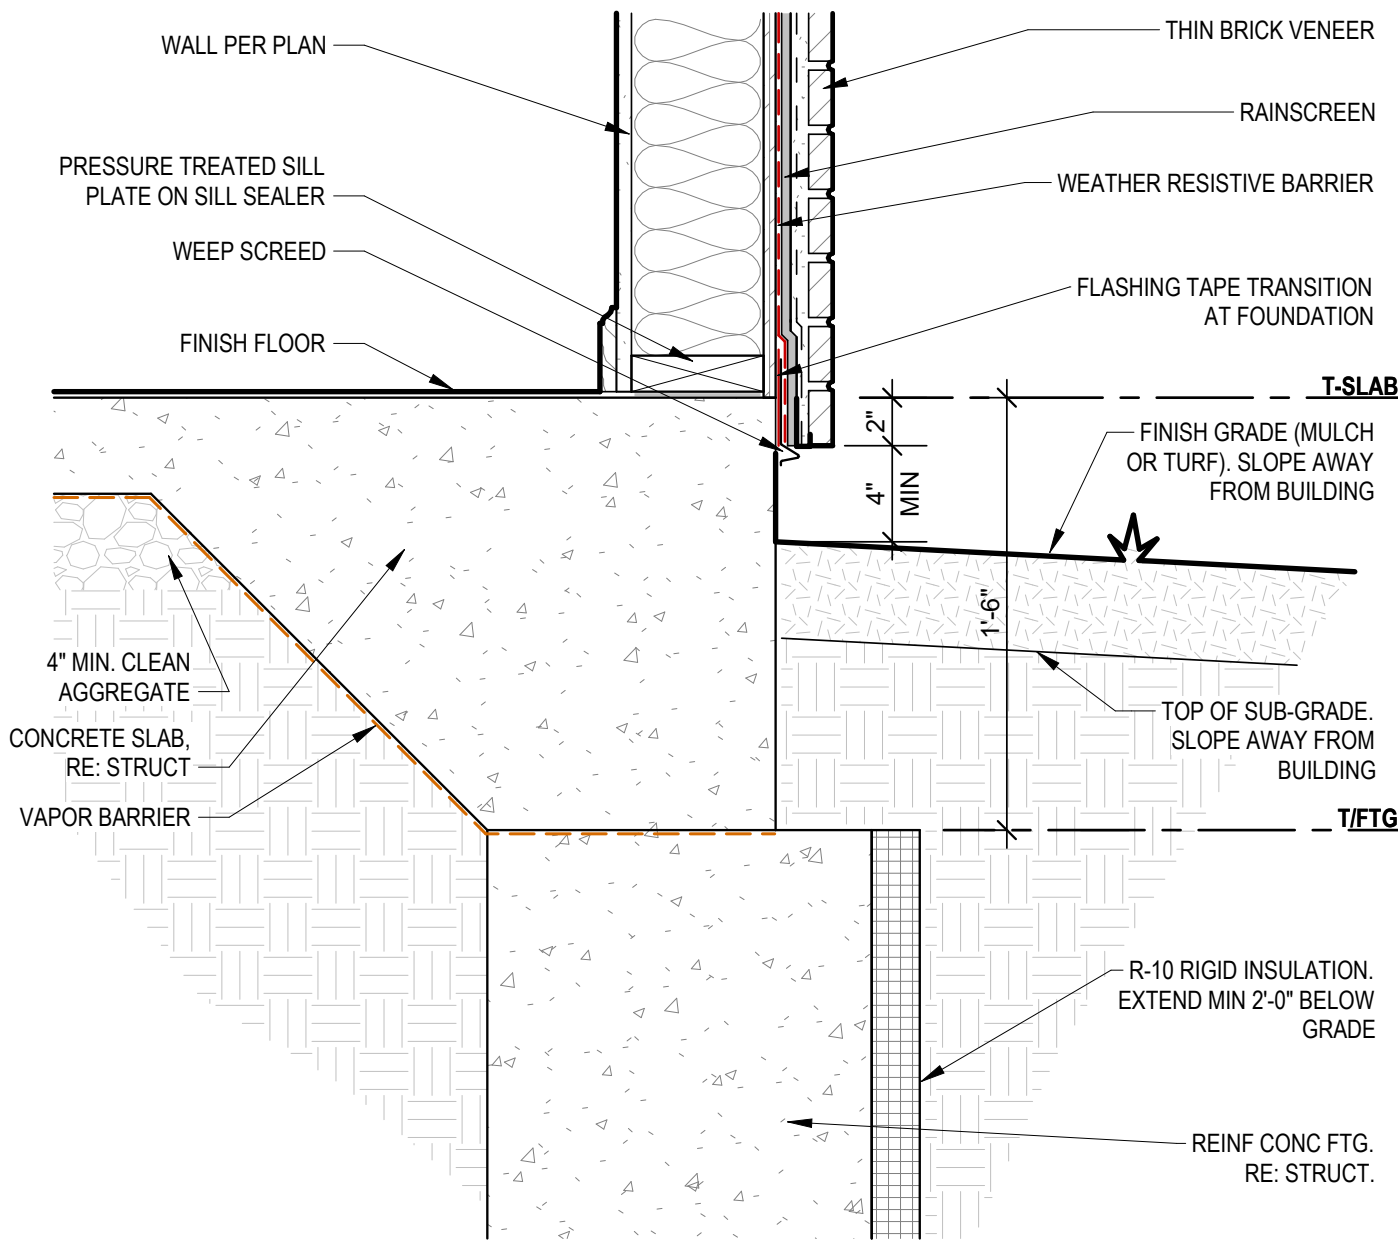 WALL PER PLAN
PRESSURE TREATED SILL
PLATE ON SILL SEALER
WEEP SCREED
FINISH FLOOR
THIN BRICK VENEER
RAINSCREEN
WEATHER RESISTIVE BARRIER
FLASHING TAPE TRANSITION
AT FOUNDATION
T-SLAB
2"
4"
MIN
1'-6"
FINISH GRADE (MULCH
OR TURF). SLOPE AWAY
FROM BUILDING
4" MIN. CLEAN
AGGREGATE
CONCRETE SLAB,
RE: STRUCT
VAPOR BARRIER
TOP OF SUB-GRADE.
SLOPE AWAY FROM
BUILDING
T/FTG
R-10 RIGID INSULATION.
EXTEND MIN 2'-0" BELOW
GRADE
REINF CONC FTG.
RE: STRUCT.